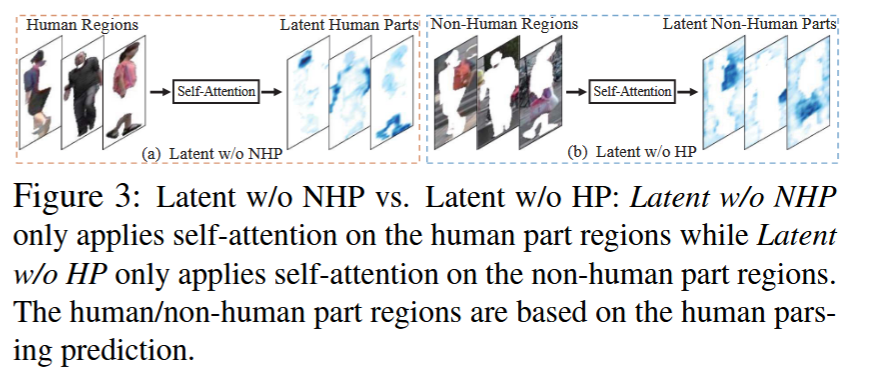 Human Regions
Latent Human Parts
Self-Attention
(a) Latent w/o NHP
Non-Human Regions
Latent Non-Human Parts
Self-Attention
(b) Latent w/o HP
Figure 3: Latent w/o NHP vs. Latent w/o HP: Latent w/o NHP
only applies self-attention on the human part regions while Latent
w/o HP only applies self-attention on the non-human part regions.
The human/non-human part regions are based on the human pars-
ing prediction.